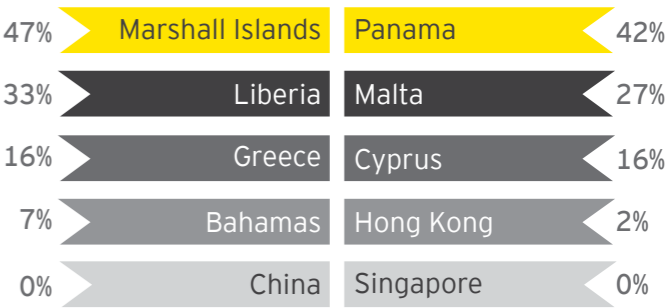 47% Marshall Islands Panama 42%
33% Liberia Malta 27%
16% Greece Cyprus 16%
7% Bahamas Hong Kong 2%
0% China Singapore 0%